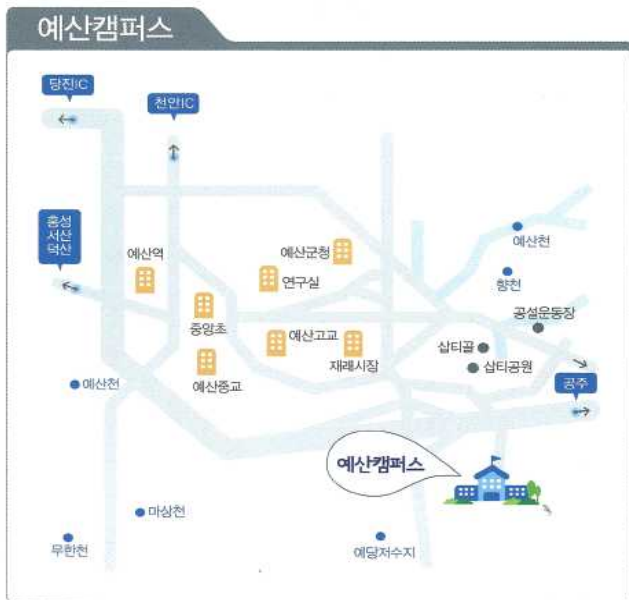 예산캠퍼스
당진IC
천안IC
홍성
서산
덕산
예산역
예산군청
연구실
예산천
향천
공설운동장
중앙초
예산고교
재래시장
삽티골
삽티공원
예산중교
예산천
공주
예산캠퍼스
마상천
무한천
예당저수지